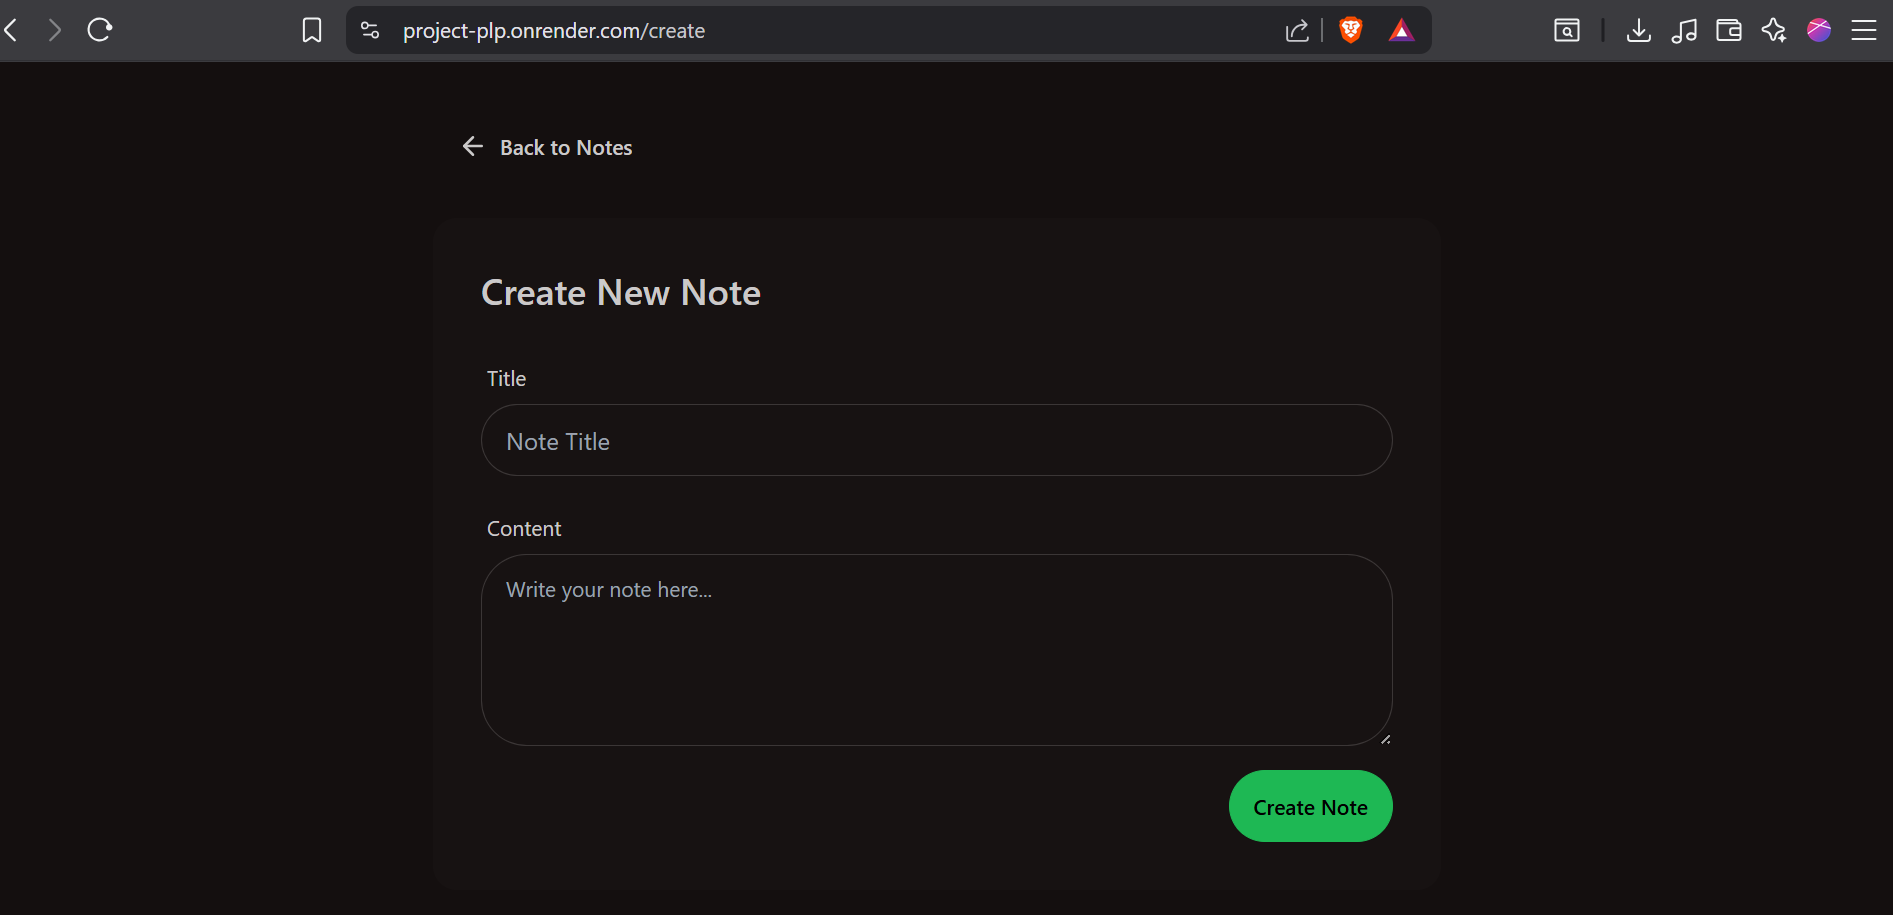 project-plp.onrender.com/create
Back to Notes
Create New Note
Title
Note Title
Content
Write your note here...
Create Note